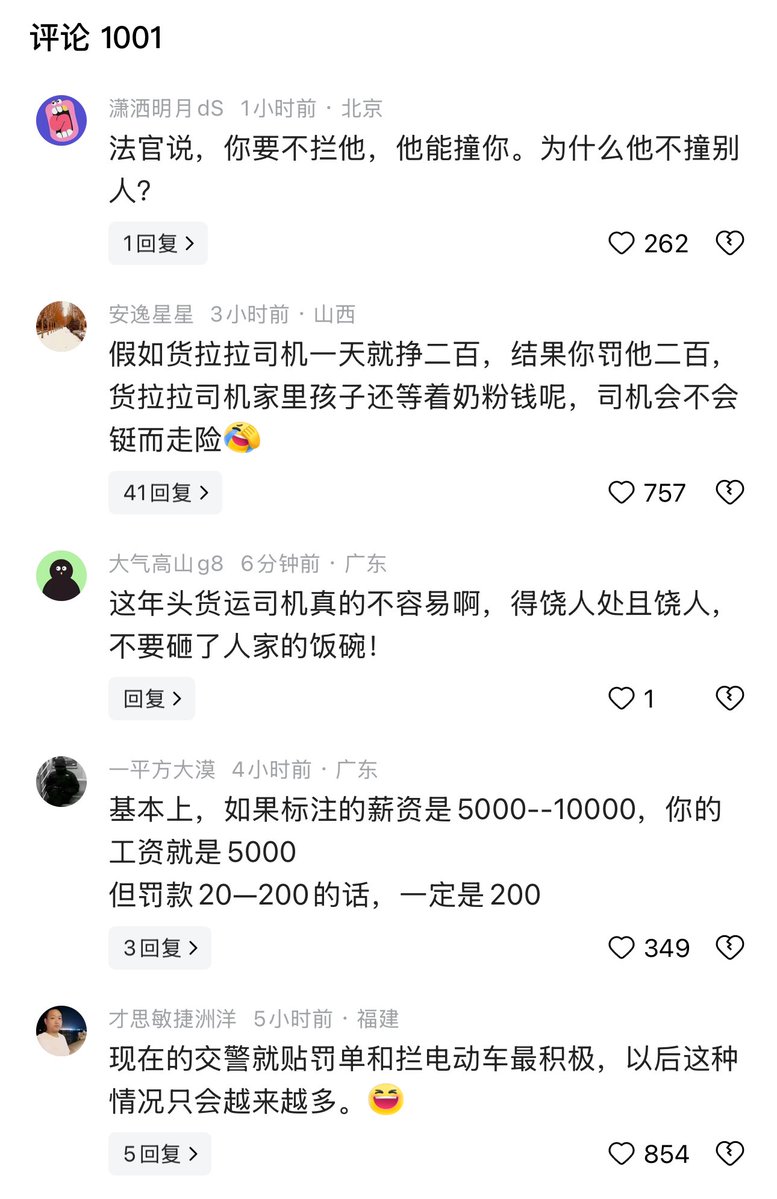 评论 1001
潇洒明月dS 1小时前 · 北京
法官说，你要不拦他，他能撞你。为什么他不撞别
人?
1回复 >
262
安逸星星 3小时前 · 山西
假如货拉拉司机一天就挣二百，结果你罚他二百，
货拉拉司机家里孩子还等着奶粉钱呢，司机会不会
铤而走险🤣
41回复 >
757
大气高山g8 6分钟前 · 广东
这年头货运司机真的不容易啊，得饶人处且饶人，
不要砸了人家的饭碗!
回复 >
1
一平方大漠 4小时前 · 广东
基本上，如果标注的薪资是5000--10000，你的
工资就是5000
但罚款20—200的话，一定是200
3回复 >
349
才思敏捷洲洋 5小时前 · 福建
现在的交警就贴罚单和拦电动车最积极，以后这种
情况只会越来越多。😆
5回复 >
854